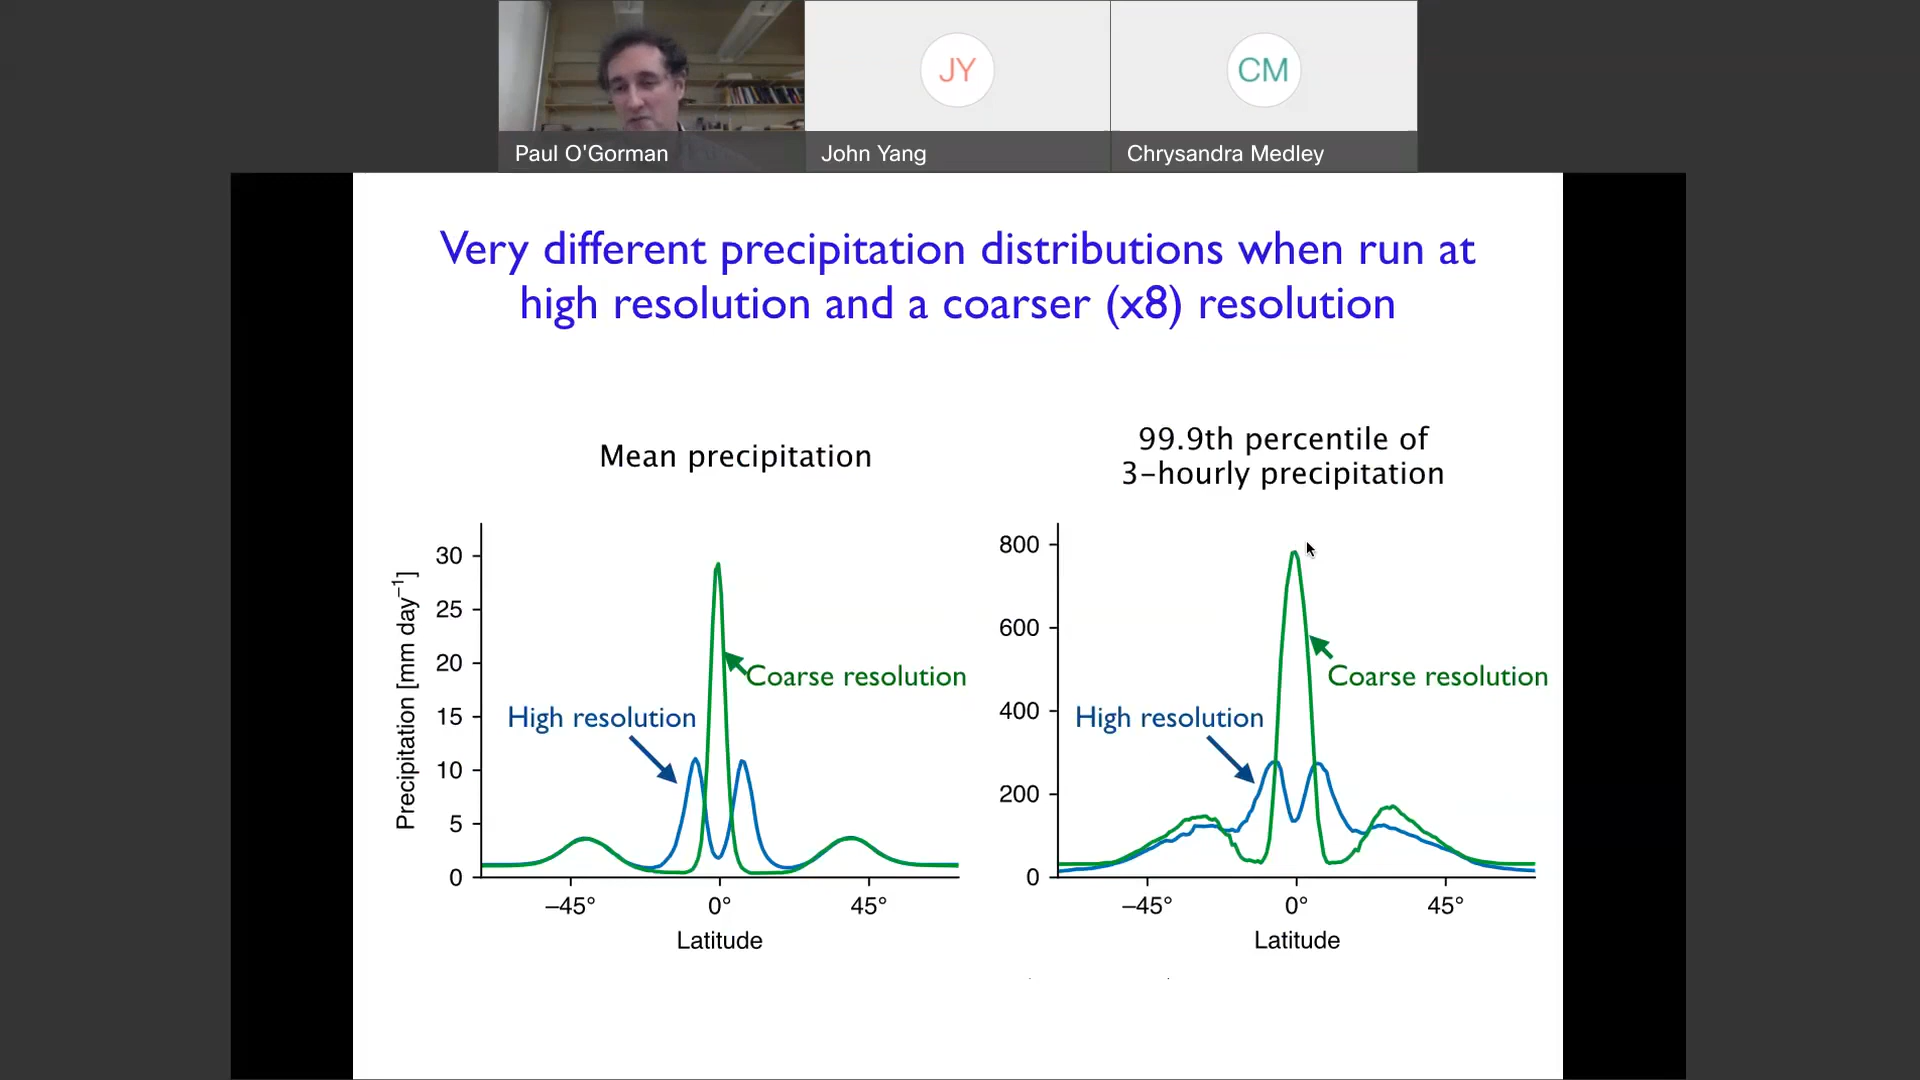 JY
CM
Paul O'Gorman
John Yang
Chrysandra Medley
Very different precipitation distributions when run at
high resolution and a coarser (x8) resolution
Mean precipitation
Precipitation [mm day⁻¹]
30
25
20
15
10
5
0
Coarse resolution
High resolution
–45°
0°
45°
Latitude
99.9th percentile of
3-hourly precipitation
800
600
400
200
0
Coarse resolution
High resolution
–45°
0°
45°
Latitude